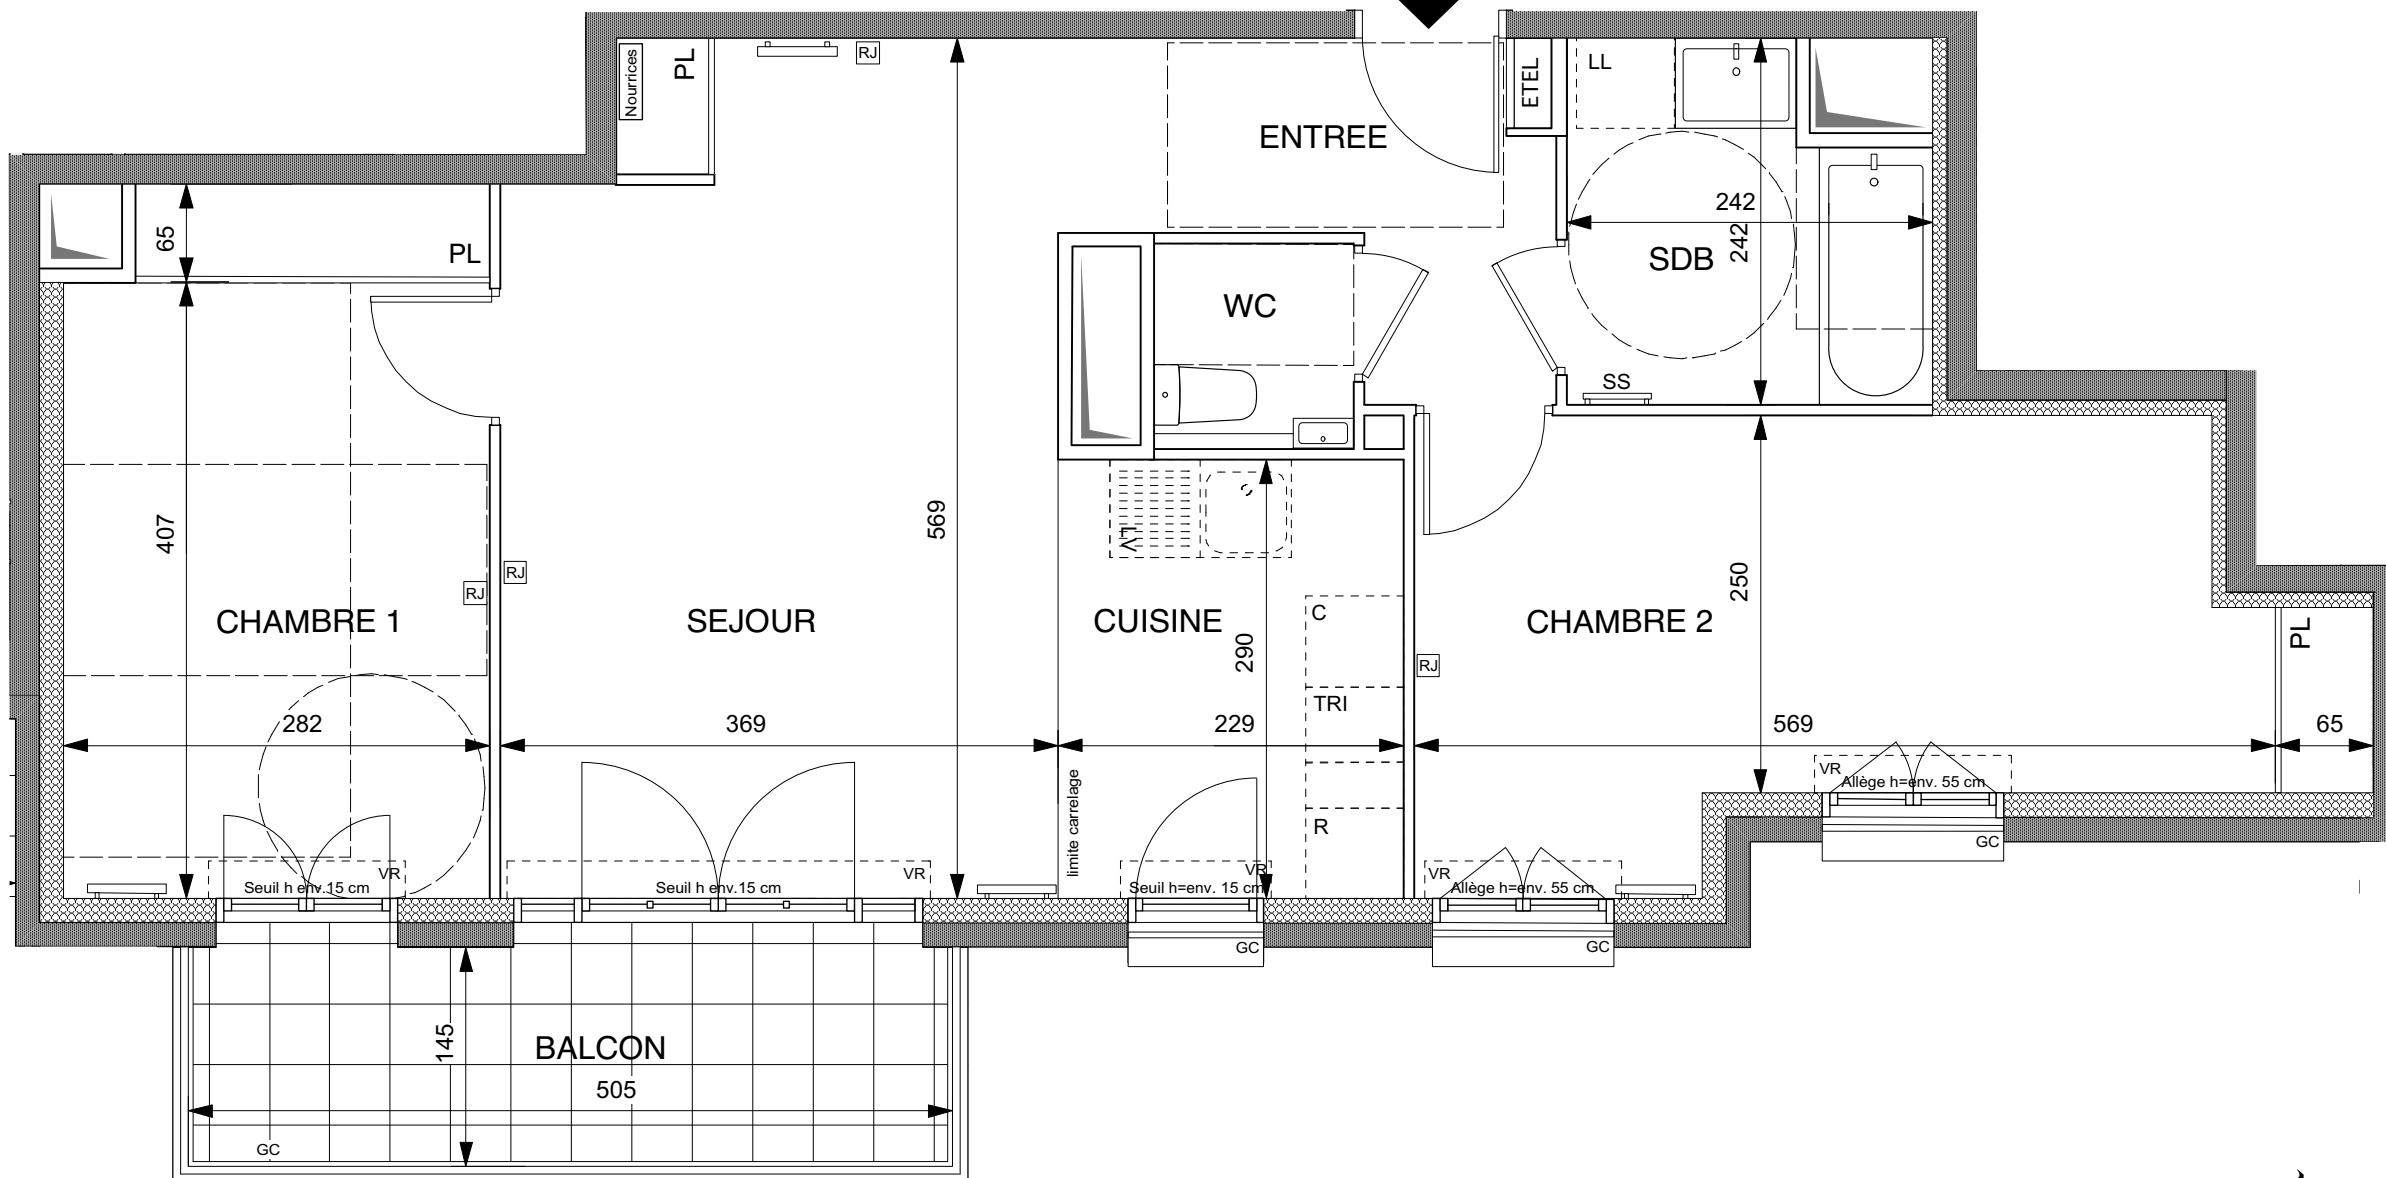 Nourrices
PL
RJ
ENTREE
ETEL
LL
65
PL
242
242
SDB
WC
SS
407
569
LV
RJ
RJ
250
CHAMBRE 1
SEJOUR
CUISINE
C
290
CHAMBRE 2
PL
RJ
TRI
282
369
229
569
65
limite carrelage
VR
Allège h=env. 55 cm
R
GC
VR
Seuil h env.15 cm
VR
Seuil h env.15 cm
VR
Seuil h=env. 15 cm
VR
Allège h=env. 55 cm
GC
GC
145
BALCON
505
GC